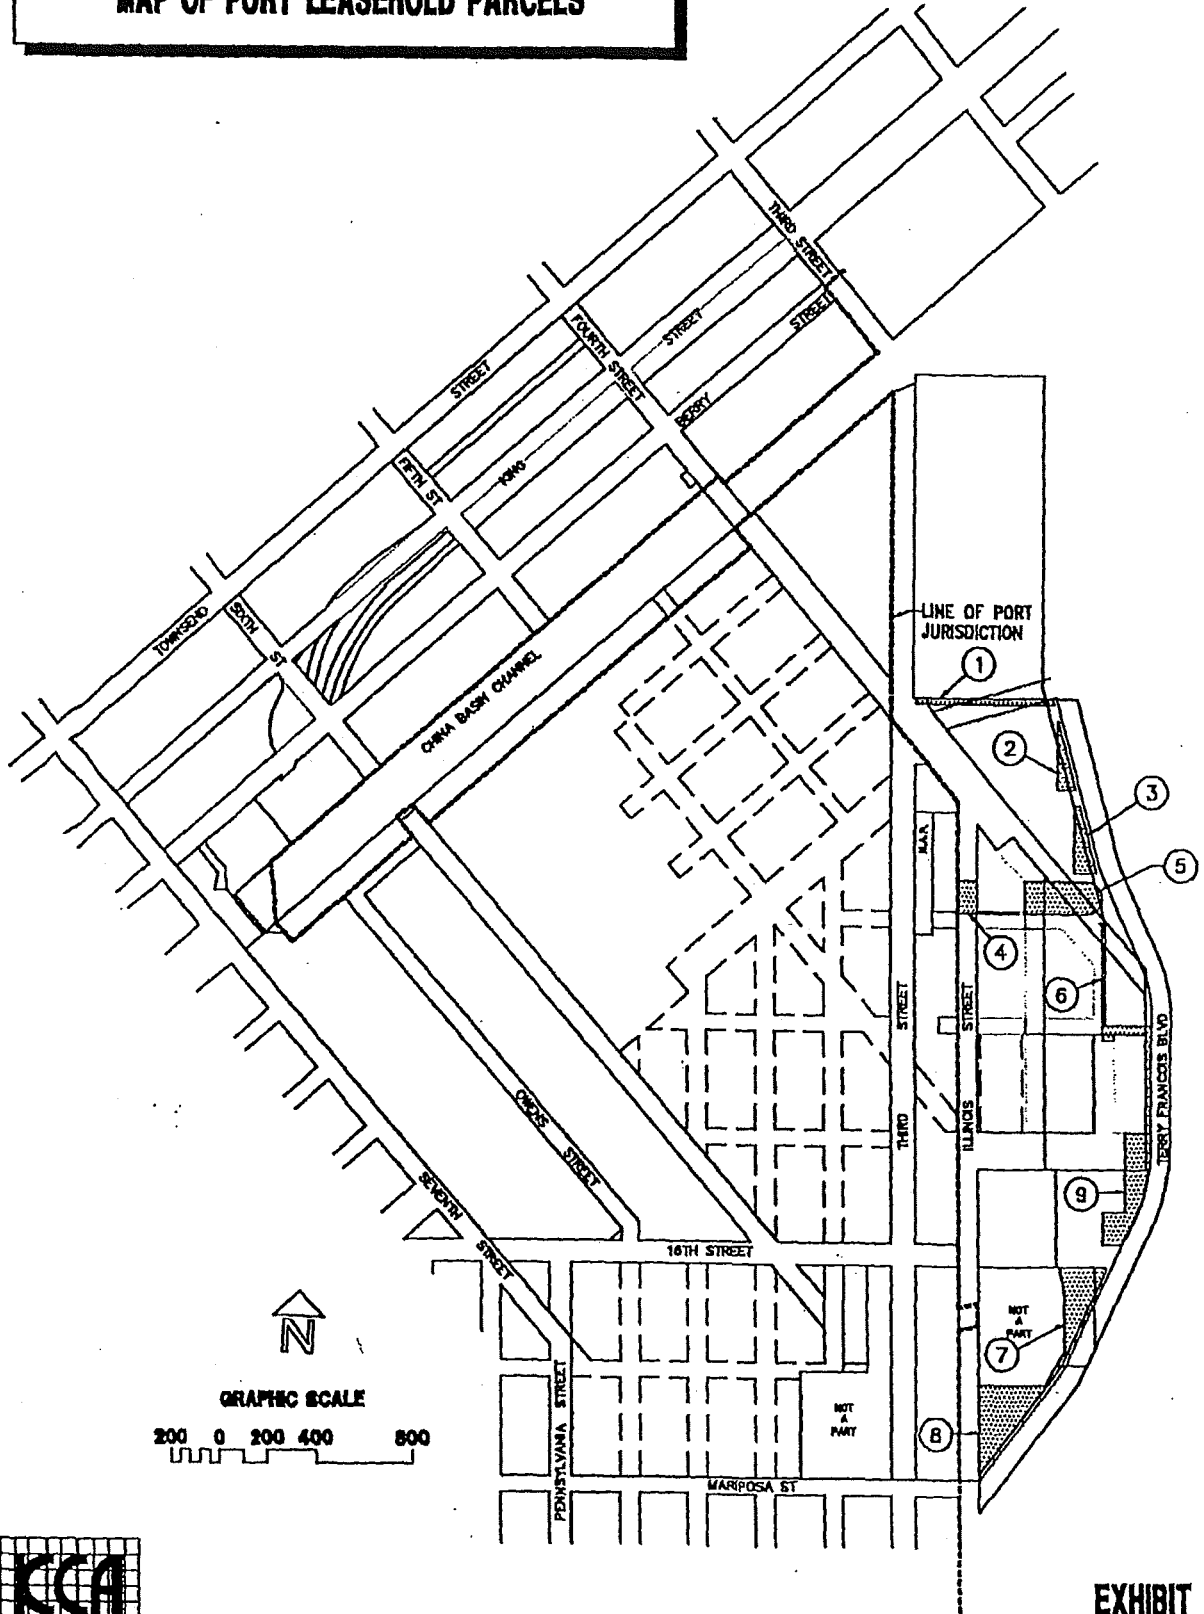 MAP OF PORT LEASEHOLD PARCELS
THIRD STREET
STREET
FOURTH STREET
STREET
STREET
BERRY
FIFTH ST
KING
LINE OF PORT
JURISDICTION
TOWNSEND
SIXTH
ST
1
CHINA BASIN CHANNEL
2
3
N.A.P.
5
4
6
STREET
STREET
TERRY FRANCOIS BLVD
OWENS
STREET
THIRD
ILLINOIS
SEVENTH
STREET
9
16TH STREET
NOT
A
PART
N
7
GRAPHIC SCALE
200 0 200 400 800
PENNSYLVANIA STREET
NOT
A
PART
8
MARIPOSA ST
KCA
EXHIBIT